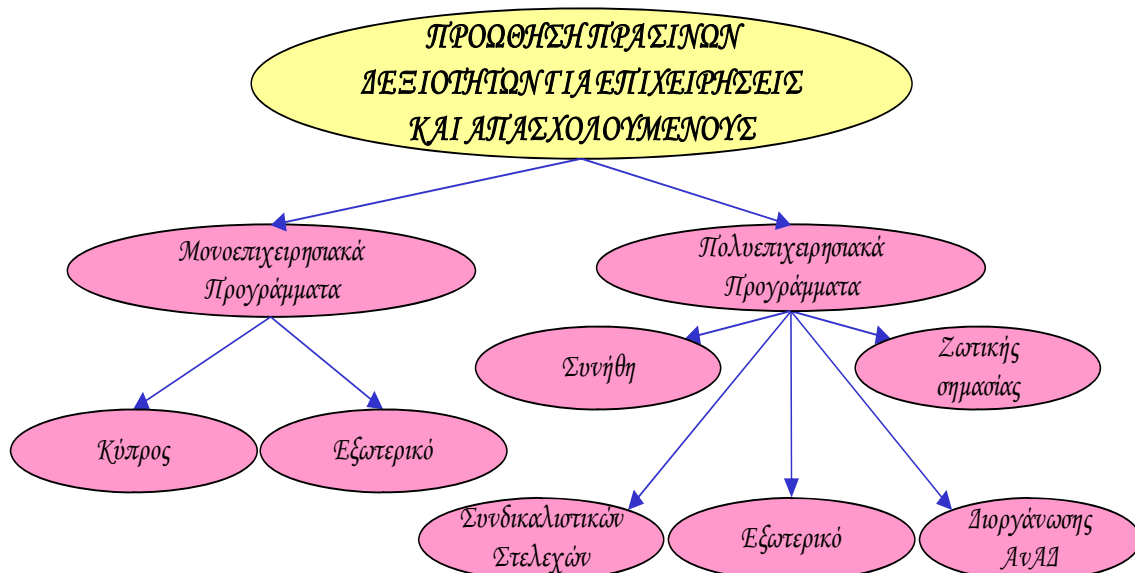 ΠΡΟΩΘΗΣΗ ΠΡΑΣΙΝΩΝ
ΔΕΞΙΟΤΗΤΩΝ ΓΙΑ ΕΠΙΧΕΙΡΗΣΕΙΣ
ΚΑΙ ΑΠΑΣΧΟΛΟΥΜΕΝΟΥΣ
Μονοεπιχειρησιακά
Προγράμματα
Πολυεπιχειρησιακά
Προγράμματα
Συνήθη
Ζωτικής
σημασίας
Κύπρος
Εξωτερικό
Συνδικαλιστικών
Στελεχών
Εξωτερικό
Διοργάνωσης
ΑνΑΔ